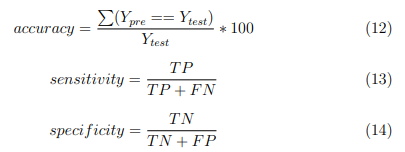 accuracy = ∑(Y_pre == Y_test) / Y_test * 100 (12)
sensitivity = TP / TP + FN (13)
specificity = TN / TN + FP (14)